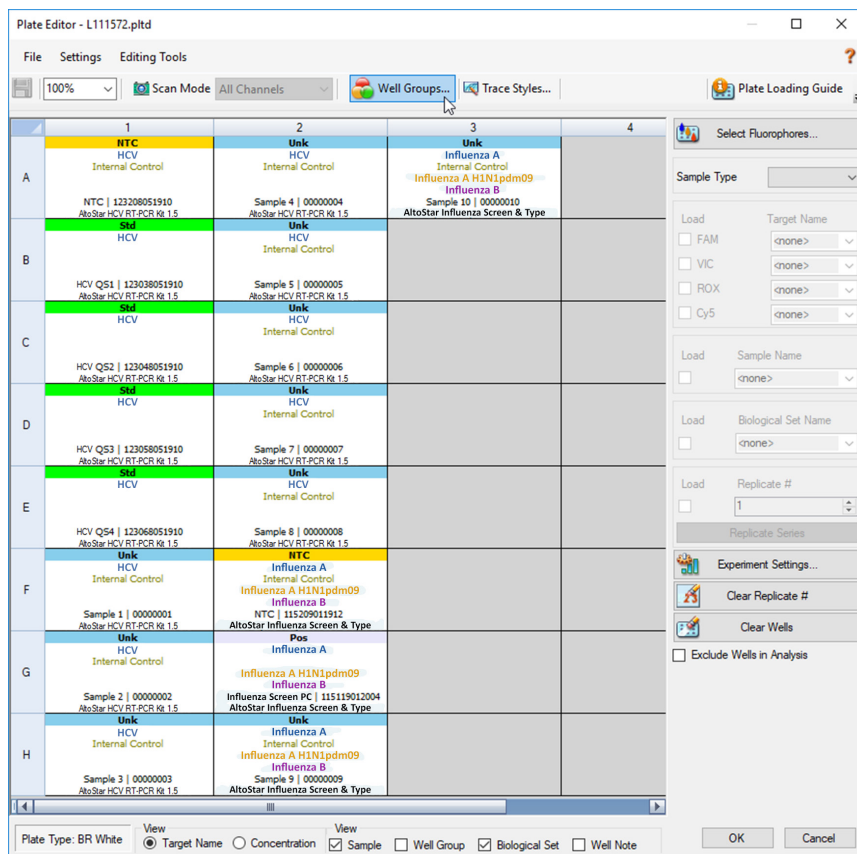 Plate Editor - L111572.pltd
File Settings Editing Tools ?
100% Scan Mode All Channels Well Groups... Trace Styles... Plate Loading Guide
1 2 3 4
A
NTC
HCV
Internal Control
NTC | 123208051910
AltoStar HCV RT-PCR Kit 1.5
Unk
HCV
Internal Control
Sample 4 | 00000004
AltoStar HCV RT-PCR Kit 1.5
Unk
Influenza A
Internal Control
Influenza A H1N1pdm09
Influenza B
Sample 10 | 00000010
AltoStar Influenza Screen & Type
B
Std
HCV
HCV QS1 | 123038051910
AltoStar HCV RT-PCR Kit 1.5
Unk
HCV
Internal Control
Sample 5 | 00000005
AltoStar HCV RT-PCR Kit 1.5
C
Std
HCV
HCV QS2 | 123048051910
AltoStar HCV RT-PCR Kit 1.5
Unk
HCV
Internal Control
Sample 6 | 00000006
AltoStar HCV RT-PCR Kit 1.5
D
Std
HCV
HCV QS3 | 123058051910
AltoStar HCV RT-PCR Kit 1.5
Unk
HCV
Internal Control
Sample 7 | 00000007
AltoStar HCV RT-PCR Kit 1.5
E
Std
HCV
HCV QS4 | 123068051910
AltoStar HCV RT-PCR Kit 1.5
Unk
HCV
Internal Control
Sample 8 | 00000008
AltoStar HCV RT-PCR Kit 1.5
F
Unk
HCV
Internal Control
Sample 1 | 00000001
AltoStar HCV RT-PCR Kit 1.5
NTC
Influenza A
Internal Control
Influenza A H1N1pdm09
Influenza B
NTC | 115209011912
AltoStar Influenza Screen & Type
G
Unk
HCV
Internal Control
Sample 2 | 00000002
AltoStar HCV RT-PCR Kit 1.5
Pos
Influenza A
Influenza A H1N1pdm09
Influenza B
Influenza Screen PC | 115119012004
AltoStar Influenza Screen & Type
H
Unk
HCV
Internal Control
Sample 3 | 00000003
AltoStar HCV RT-PCR Kit 1.5
Unk
Influenza A
Internal Control
Influenza A H1N1pdm09
Influenza B
Sample 9 | 00000009
AltoStar Influenza Screen & Type
Select Fluorophores...
Sample Type
Load Target Name
FAM <none>
VIC <none>
ROX <none>
Cy5 <none>
Load Sample Name
<none>
Load Biological Set Name
<none>
Load Replicate #
1
Replicate Series
Experiment Settings...
Clear Replicate #
Clear Wells
Exclude Wells in Analysis
Plate Type: BR White
View
Target Name Concentration
View
Sample Well Group Biological Set Well Note
OK Cancel